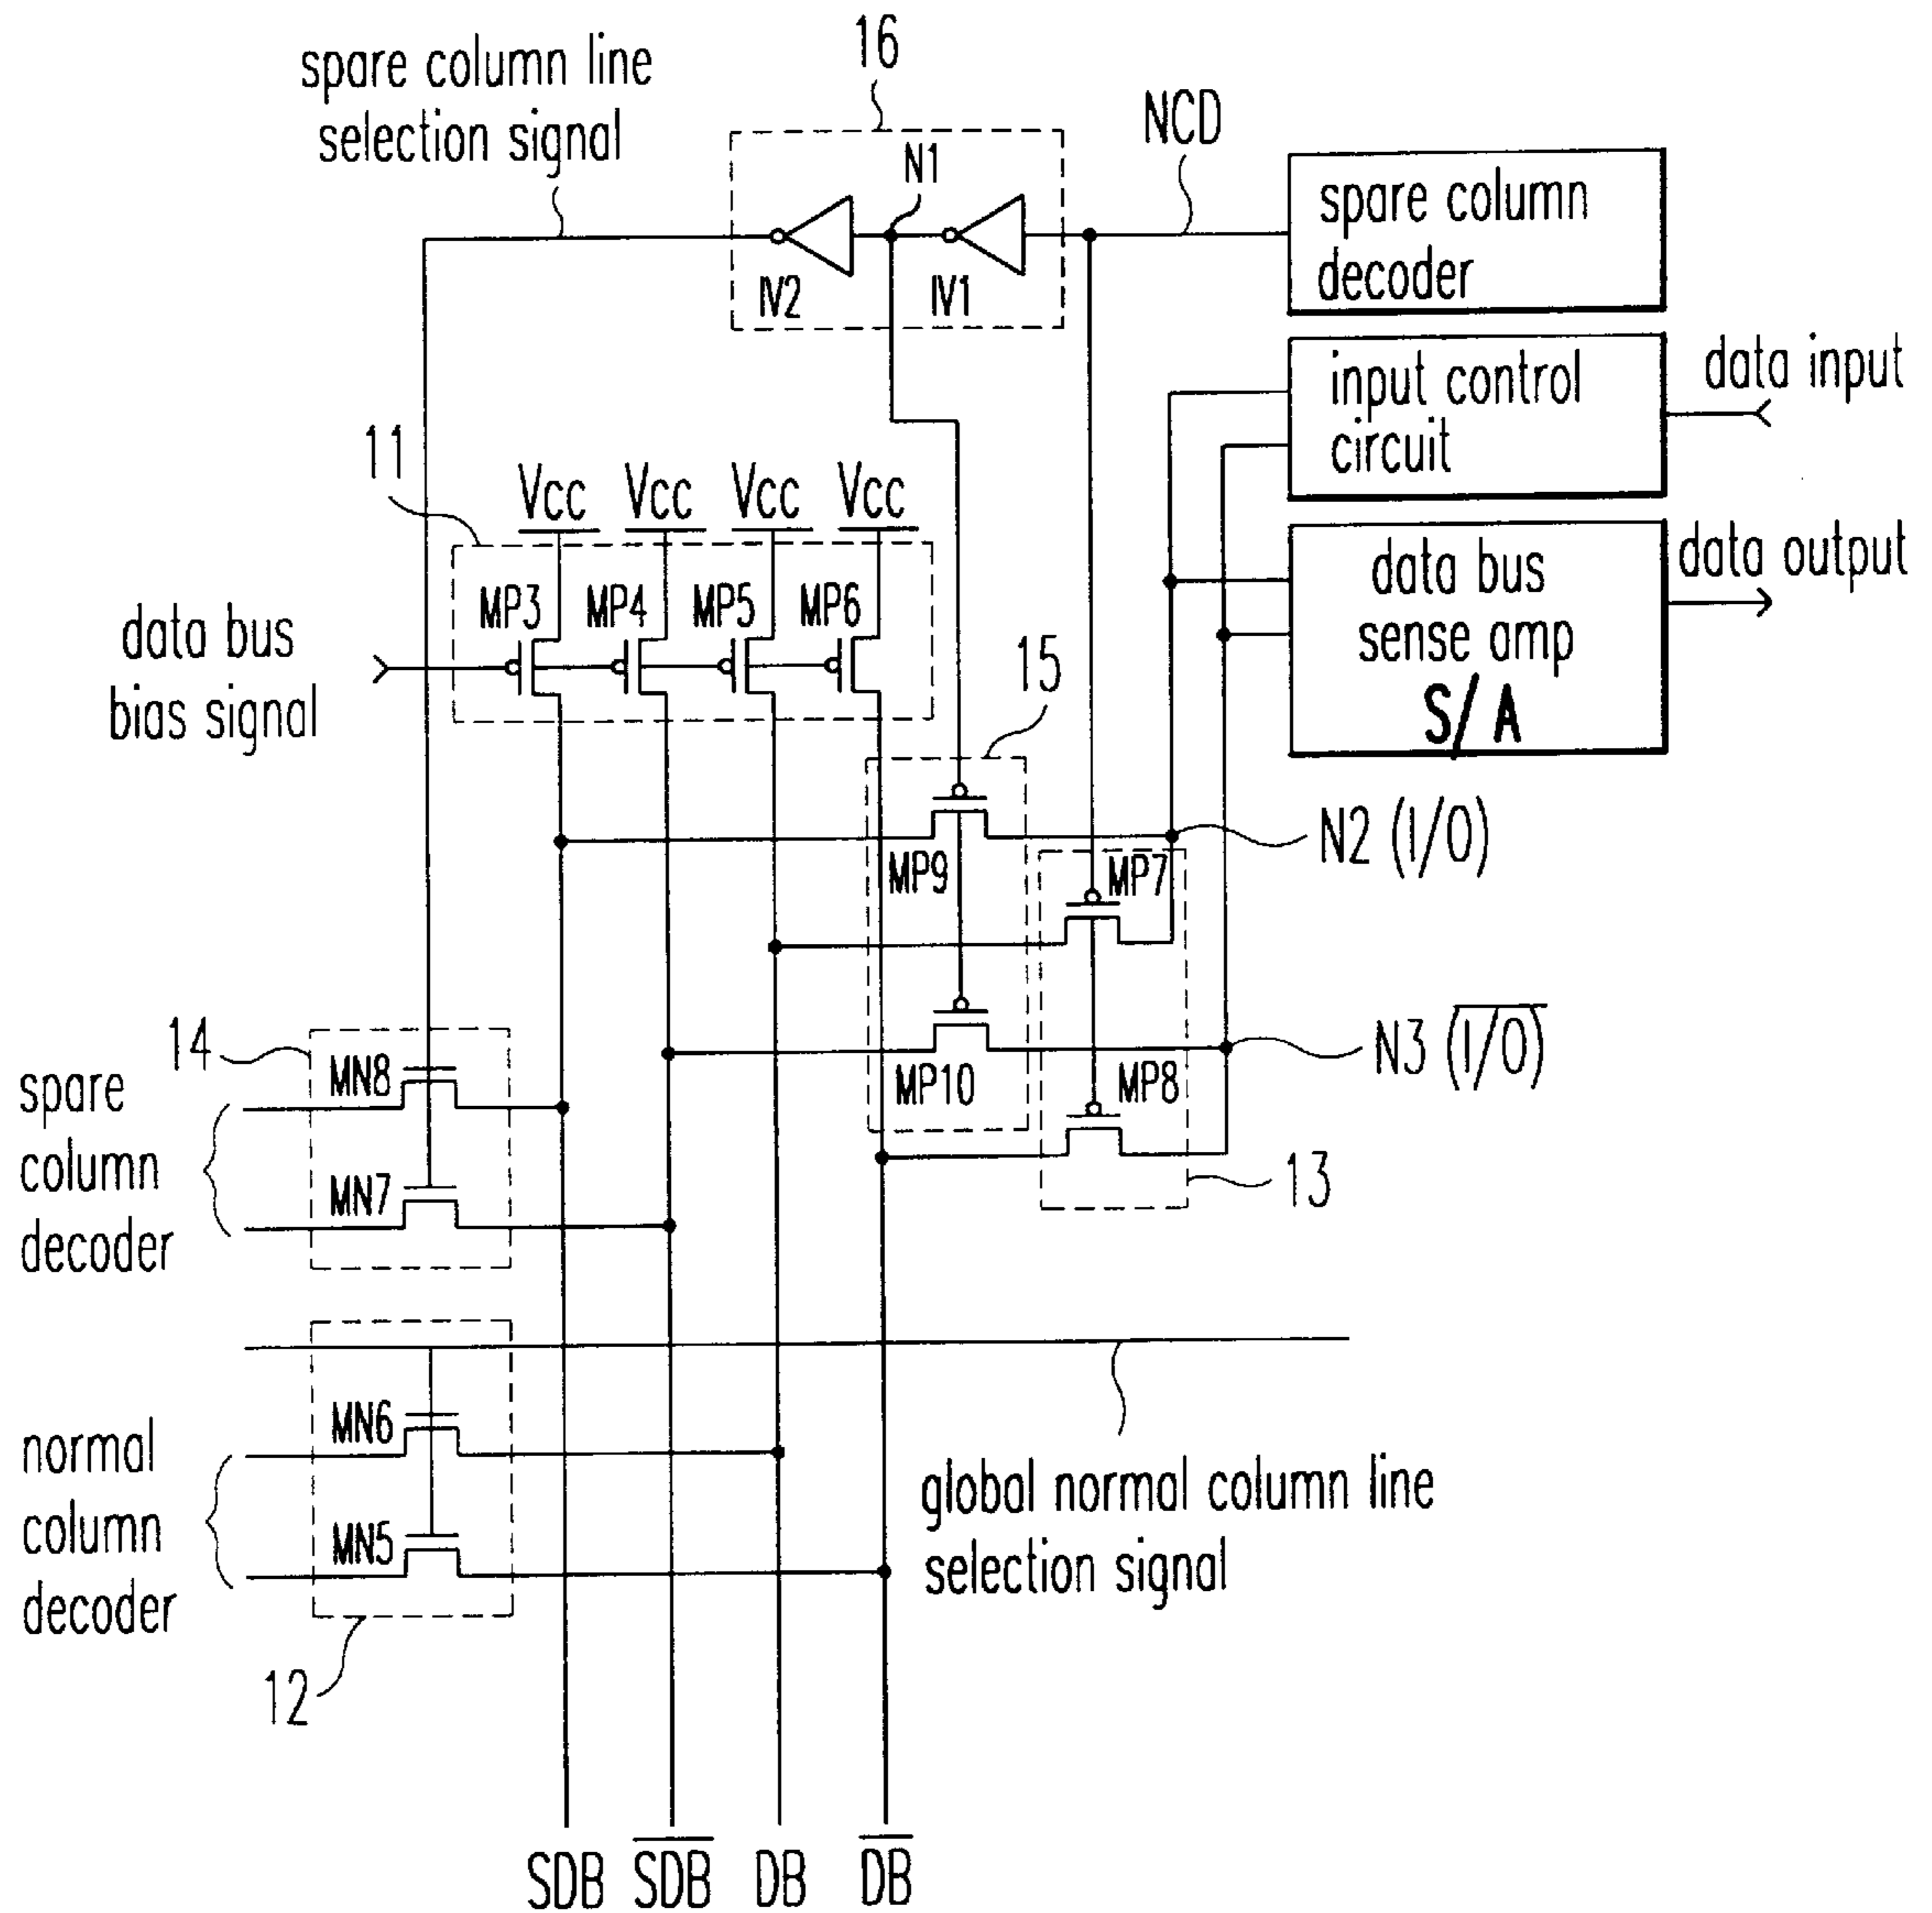 16
spare column line
selection signal
N1
NCD
IV2
IV1
spare column
decoder
input control
circuit
data input
11
Vcc
Vcc
Vcc
Vcc
data bus
sense amp
S/A
data output
MP3
MP4
MP5
MP6
data bus
bias signal
15
MP9
MP7
N2 (I/O)
14
MN8
MP10
MP8
N3 (I̅/̅O̅)
spare
column
decoder
MN7
13
MN6
normal
column
decoder
MN5
global normal column line
selection signal
12
SDB
S̅D̅B̅
DB
D̅B̅